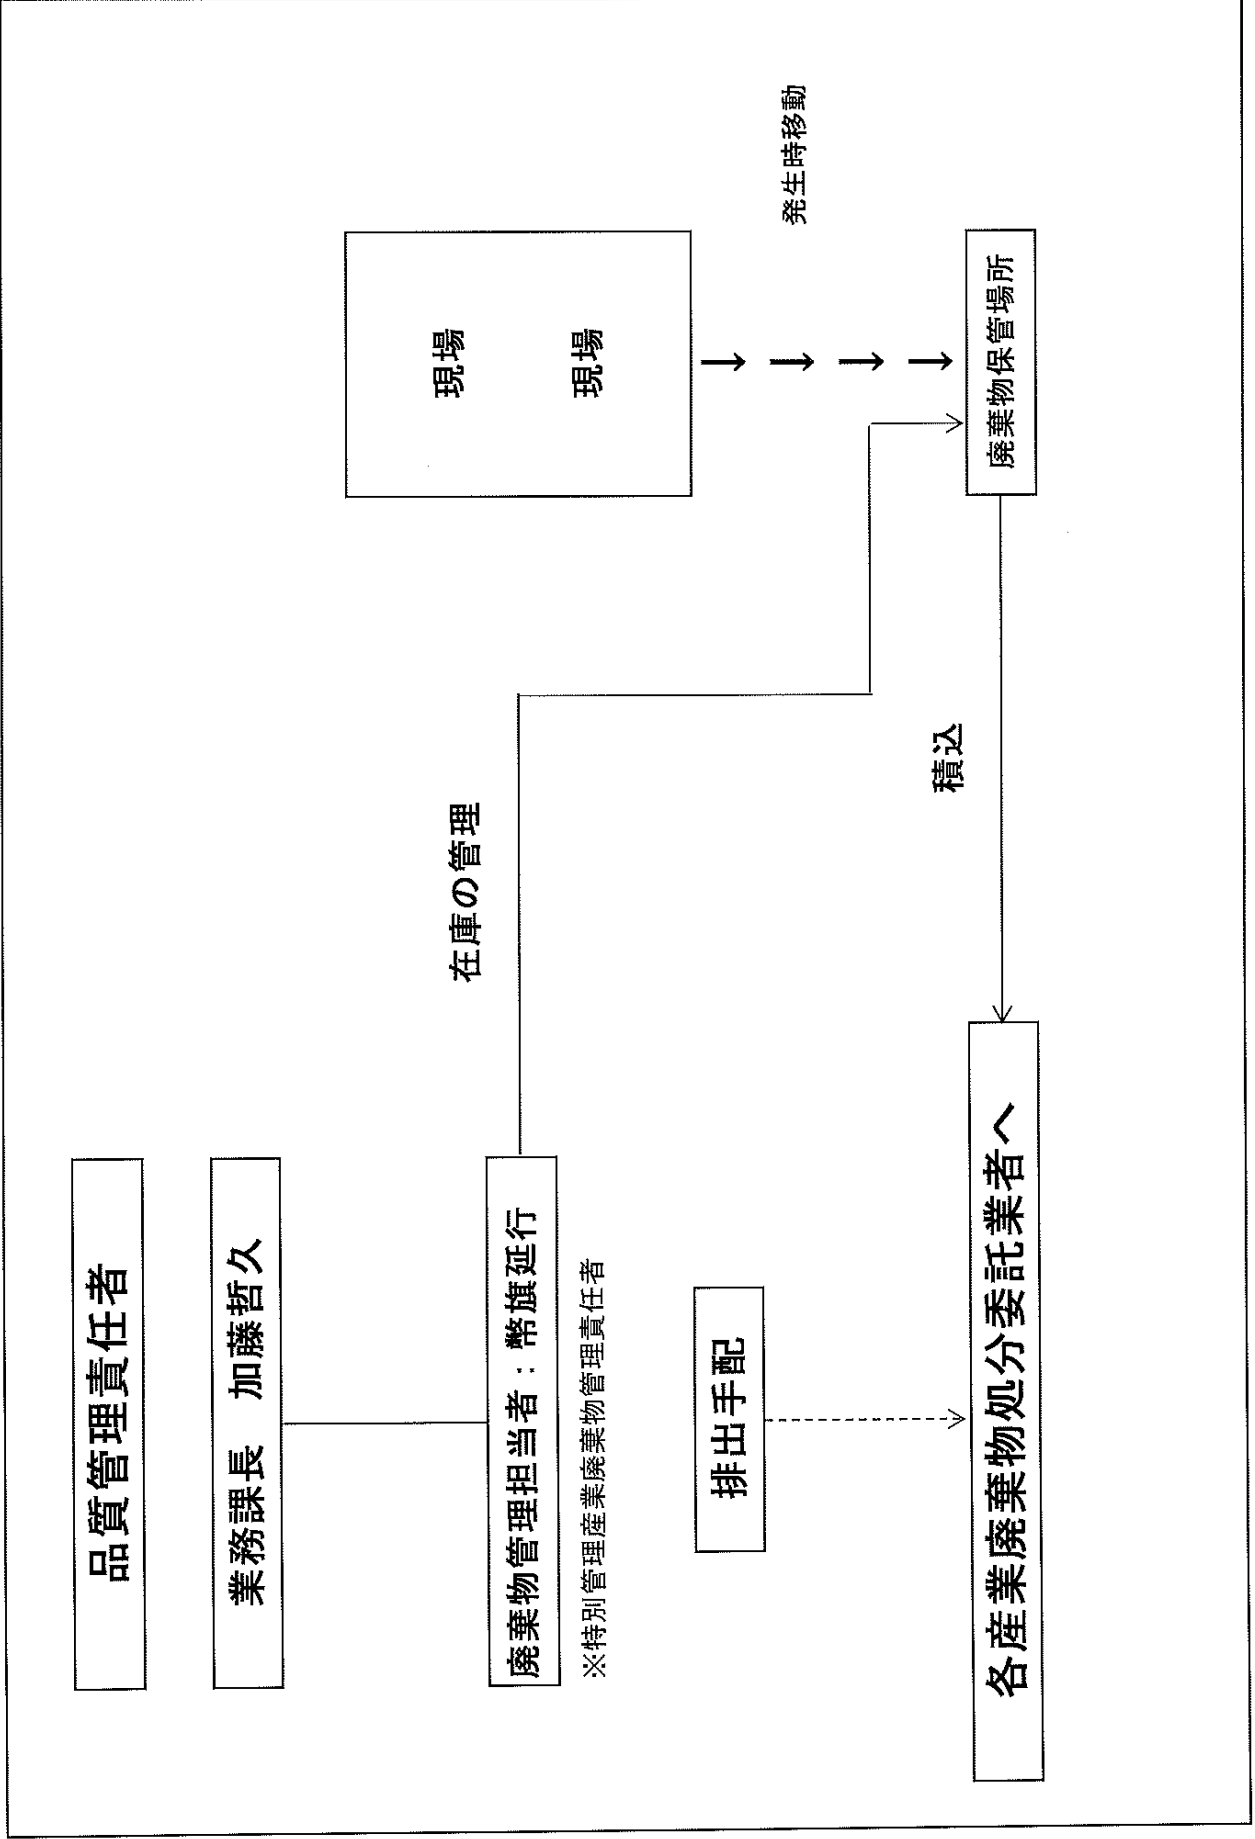 品質管理責任者
業務課長　加藤哲久
廃棄物管理担当者：幣旗延行
※特別管理産業廃棄物管理責任者
在庫の管理
現場
現場
発生時移動
排出手配
積込
廃棄物保管場所
各産業廃棄物処分委託業者へ